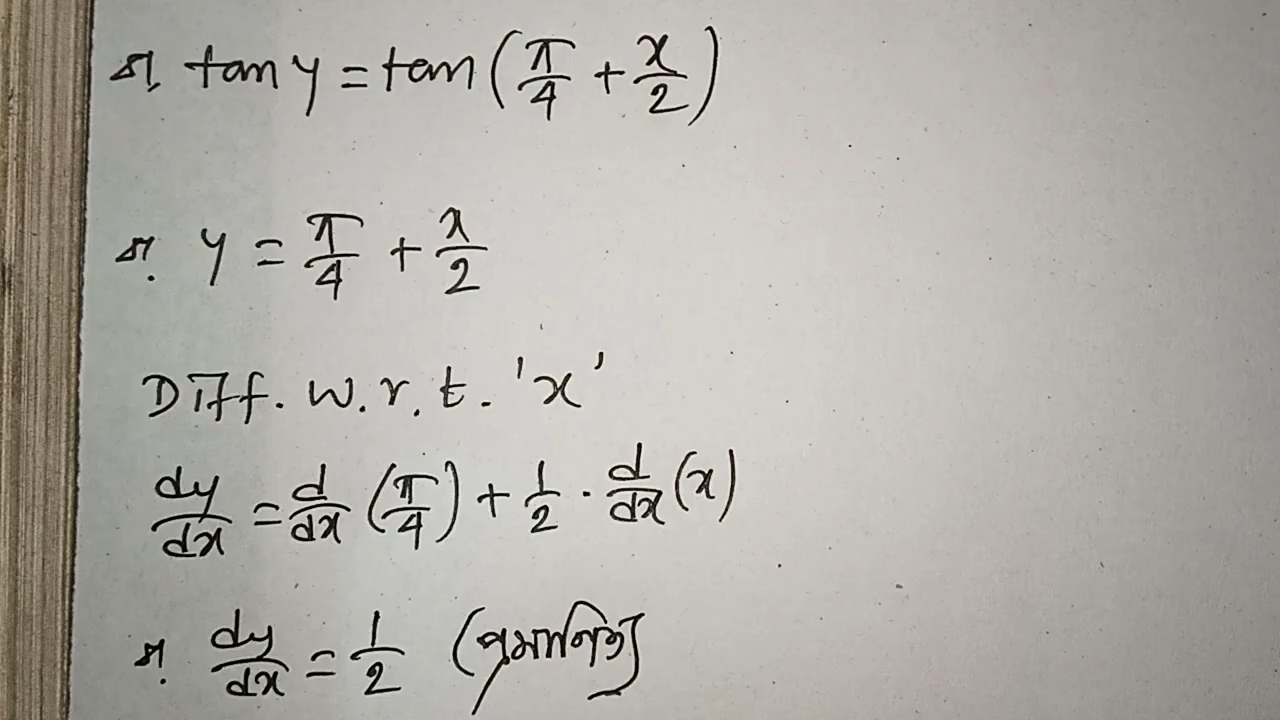 বা, tan y = tan (π/4 + x/2)
বা, y = π/4 + x/2
Diff. w.r.t. 'x'
dy/dx = d/dx (π/4) + 1/2 · d/dx (x)
বা, dy/dx = 1/2 (প্রমাণিত)